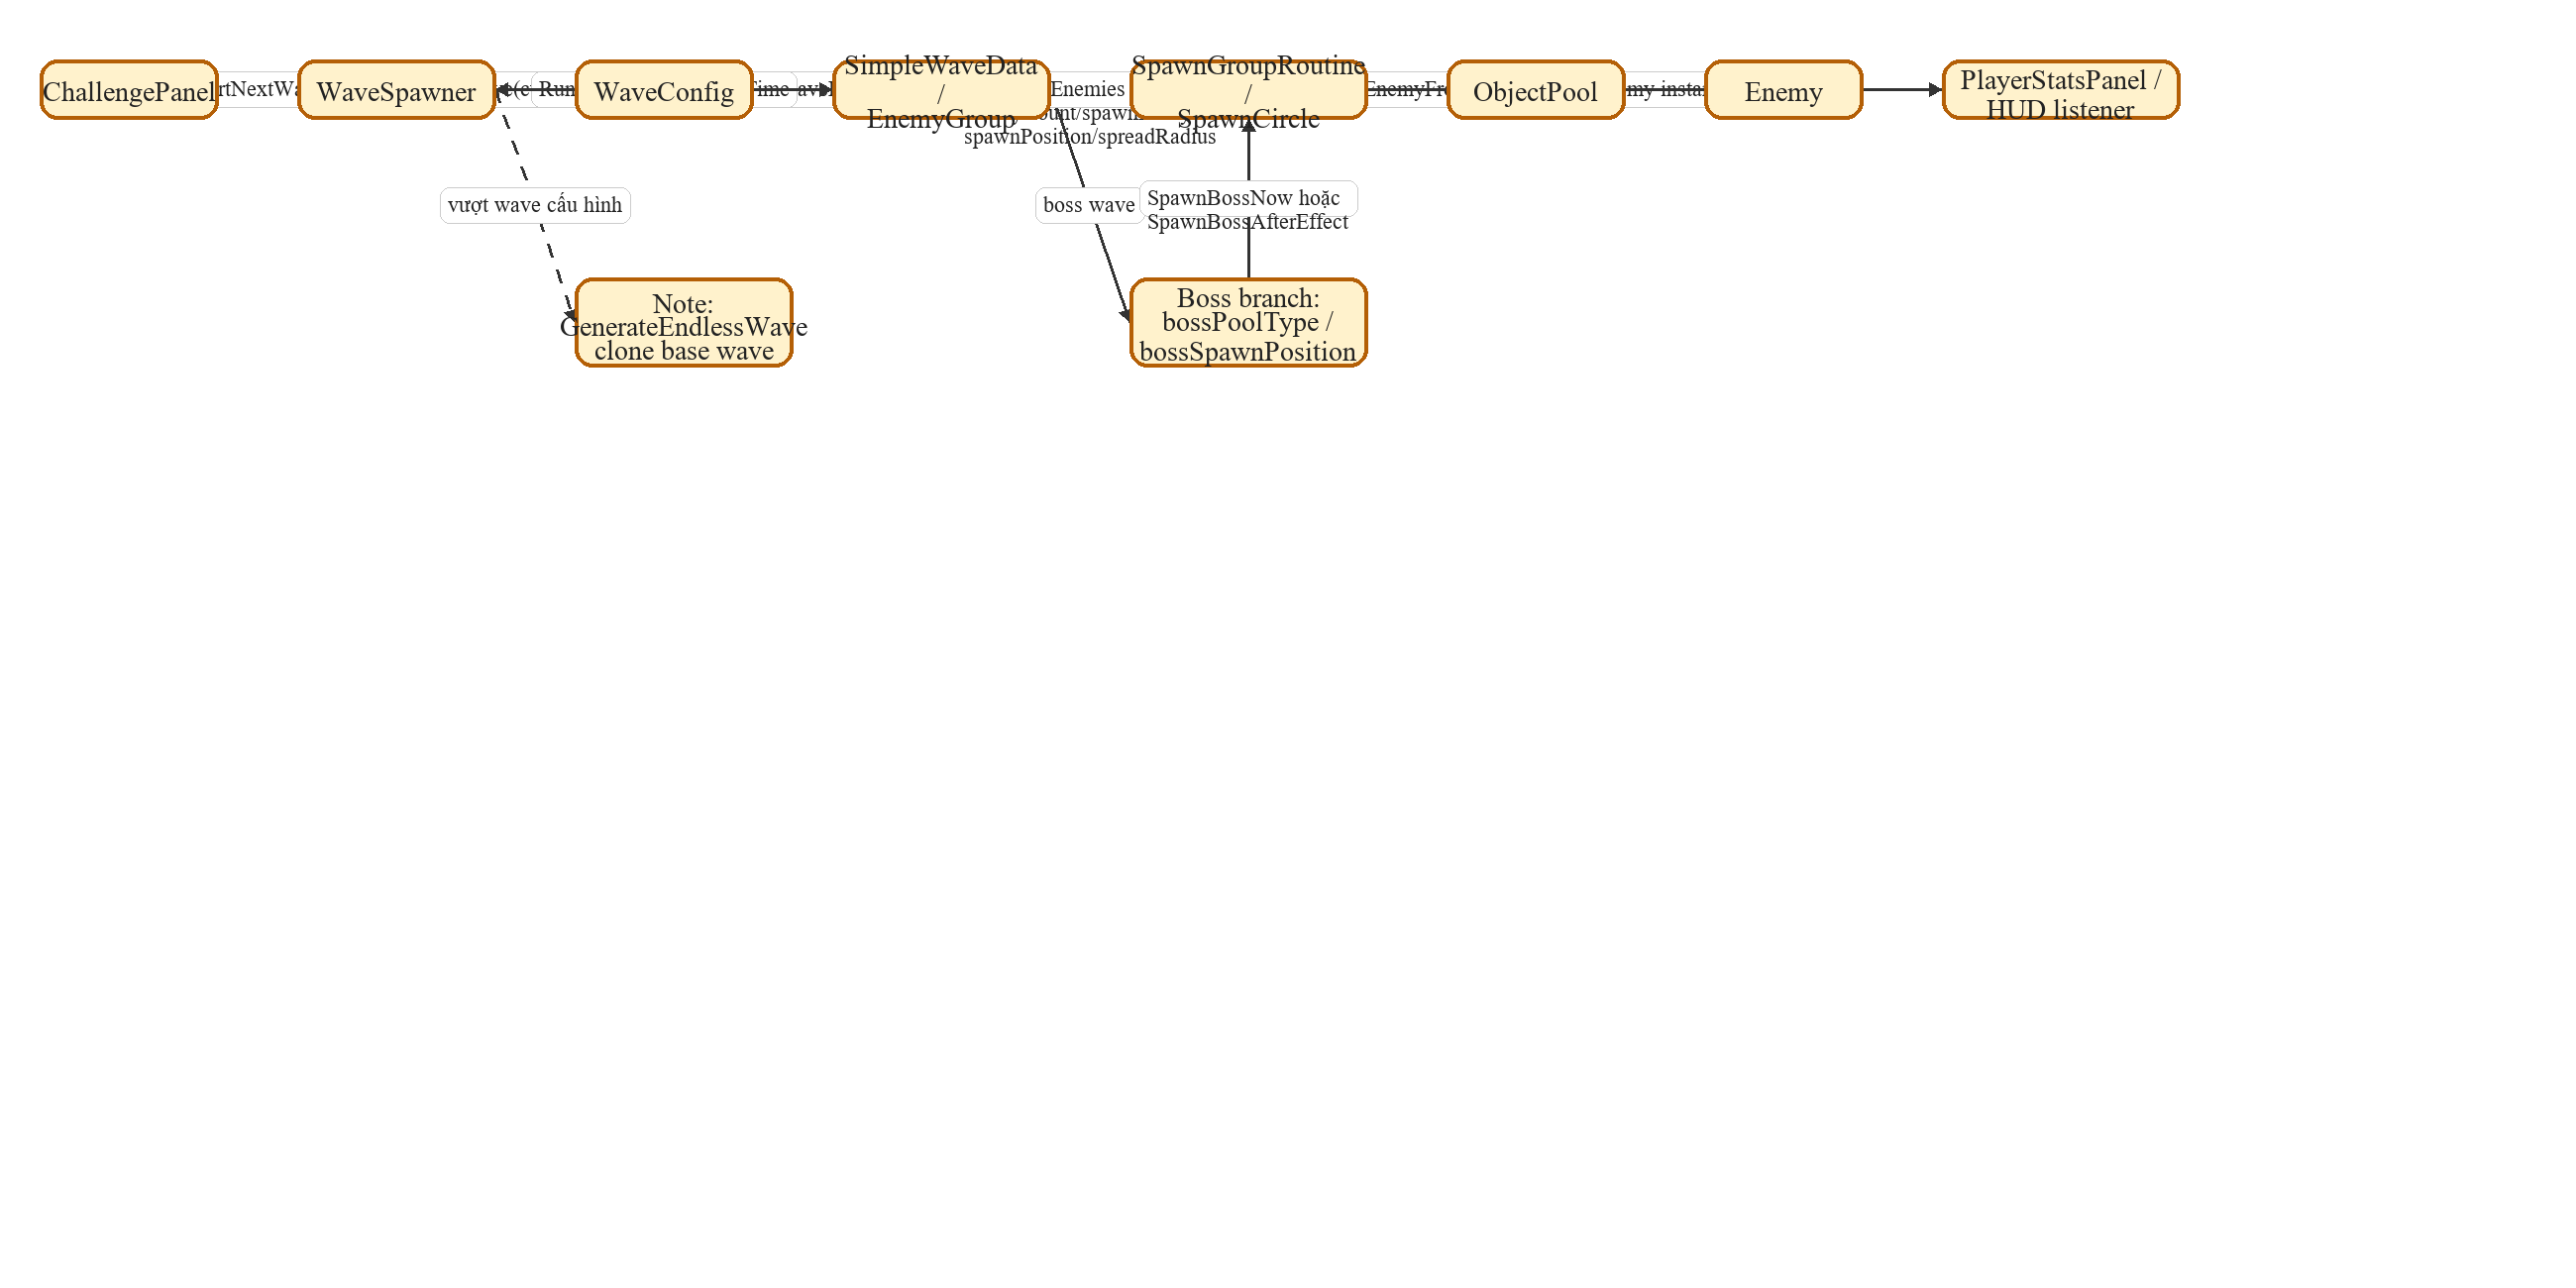 ChallengePanel
WaveSpawner
WaveConfig
SimpleWaveData
/
EnemyGroup
Enemies
spawnPosition/spreadRadius
SpawnGroupRoutine
/
SpawnCircle
ObjectPool
Enemy
PlayerStatsPanel /
HUD listener
vượt wave cấu hình
boss wave
SpawnBossNow hoặc
SpawnBossAfterEffect
Note:
GenerateEndlessWave
clone base wave
Boss branch:
bossPoolType /
bossSpawnPosition